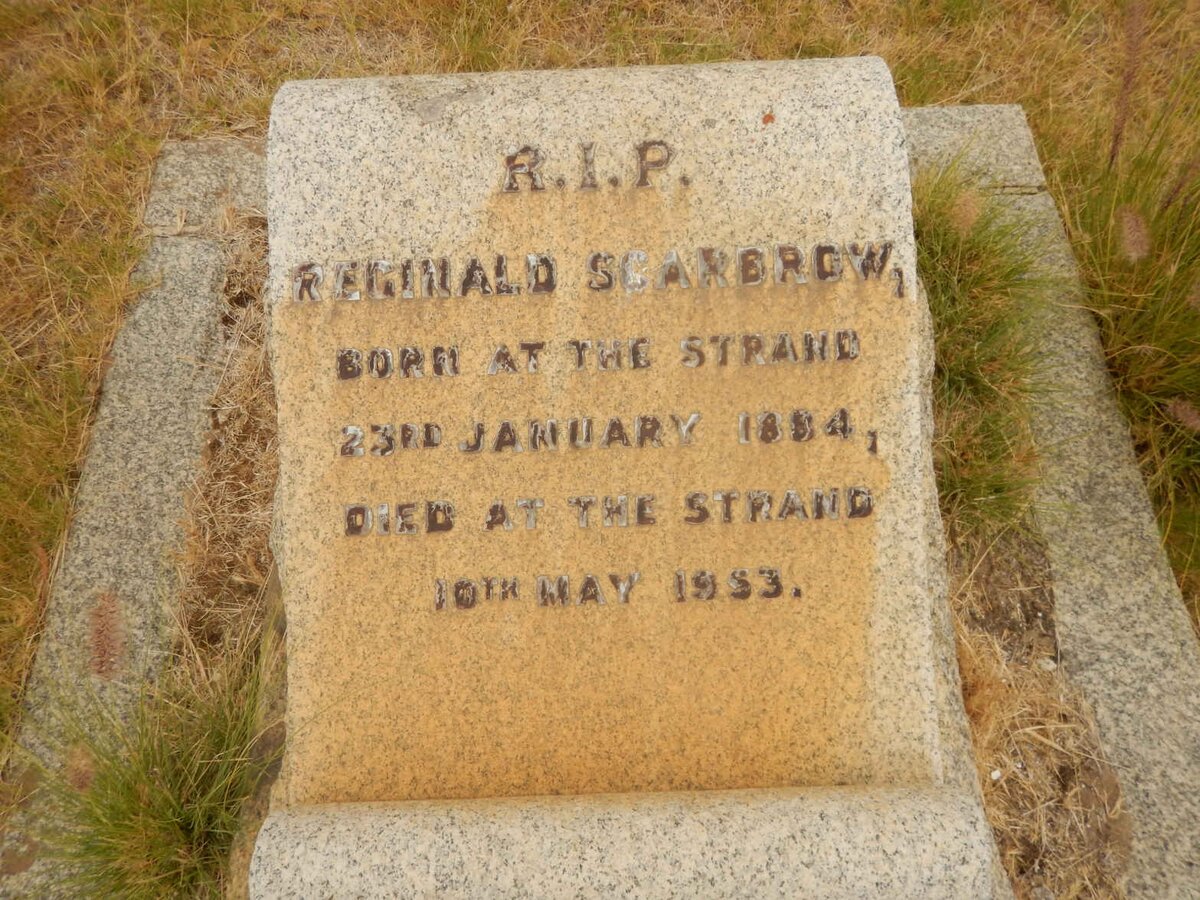 R.I.P.
REGINALD SCARBROW,
BORN AT THE STRAND
23RD JANUARY 1884,
DIED AT THE STRAND
10TH MAY 1953.